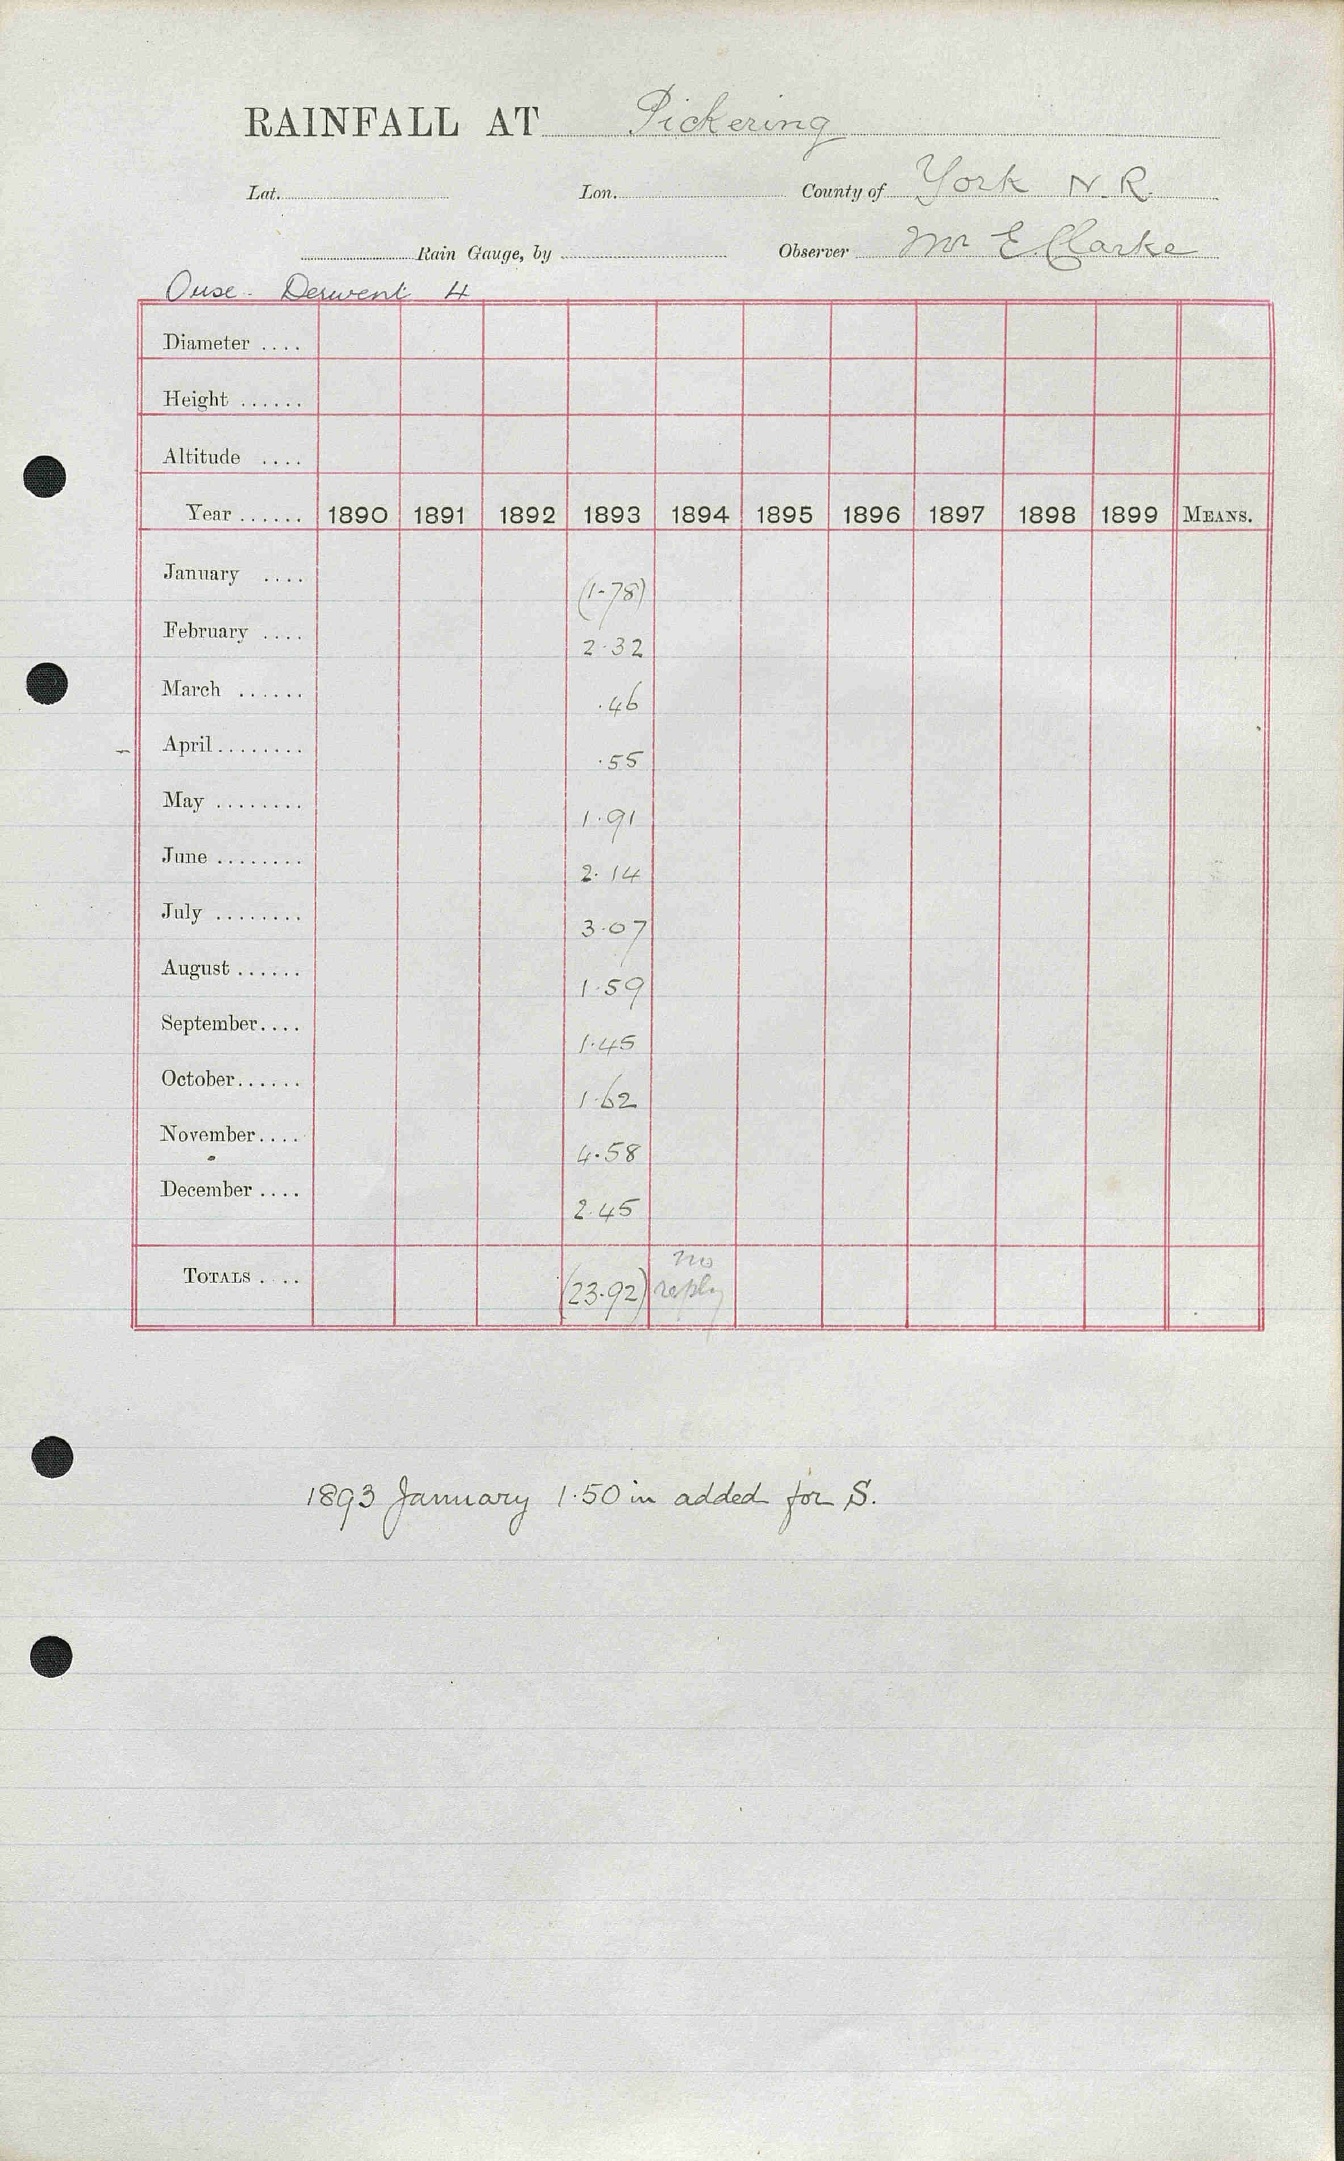 RAINFALL AT Pickering
Lat. Lon. County of York N.R.
Rain Gauge, by Observer Mr E. Clarke
Ouse - Derwent 4
Diameter ....
Height ......
Altitude ....
Year ...... 1890 1891 1892 1893 1894 1895 1896 1897 1898 1899 MEANS.
January .... (1.78)
February .... 2.32
March ...... .46
April ........ .55
May ........ 1.91
June ........ 2.14
July ........ 3.07
August ...... 1.59
September.... 1.45
October...... 1.62
November.... 4.58
December .... 2.45
TOTALS .... (23.92) no reply
1893 January 1.50 in added for S.